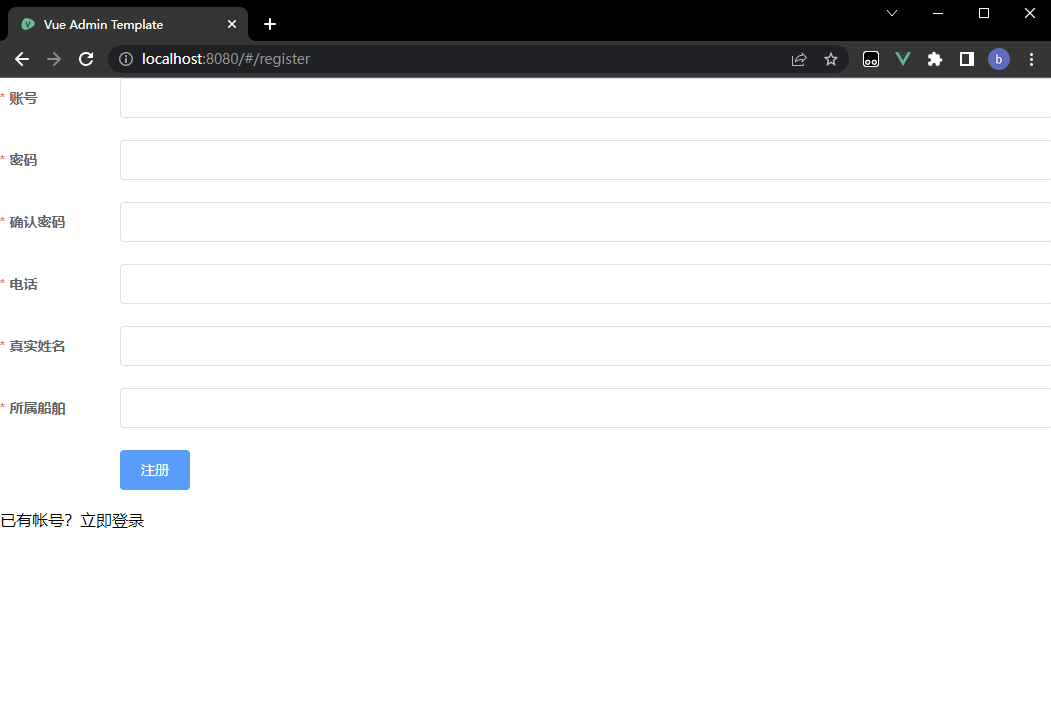 Vue Admin Template
localhost:8080/#/register
b
* 账号
* 密码
* 确认密码
* 电话
* 真实姓名
* 所属船舶
注册
已有帐号？立即登录